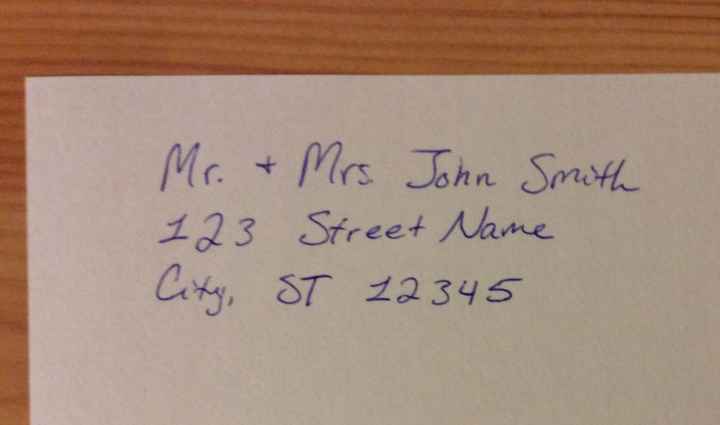 Mr. + Mrs. John Smith
123 Street Name
City, ST 12345